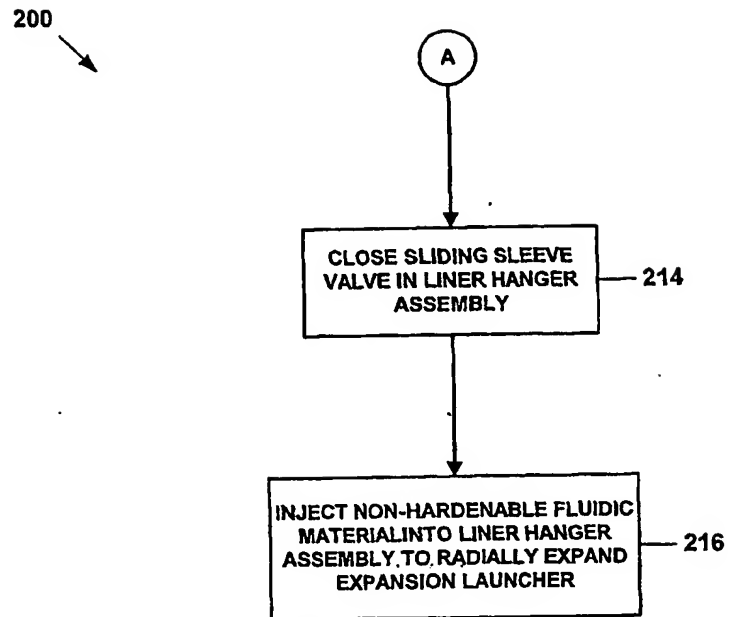 200
A
CLOSE SLIDING SLEEVE
VALVE IN LINER HANGER
ASSEMBLY
214
INJECT NON-HARDENABLE FLUIDIC
MATERIALINTO LINER HANGER
ASSEMBLY.TO.RADIALLY EXPAND
EXPANSION LAUNCHER
216